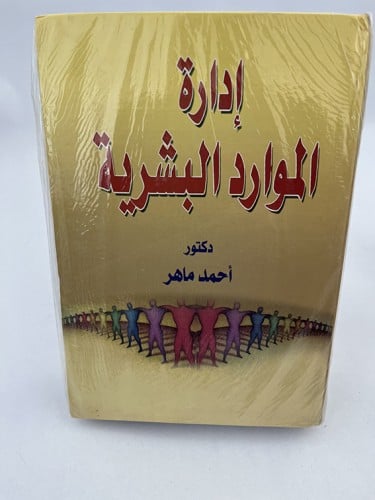 إدارة
الموارد البشرية
دكتور
أحمد ماهر